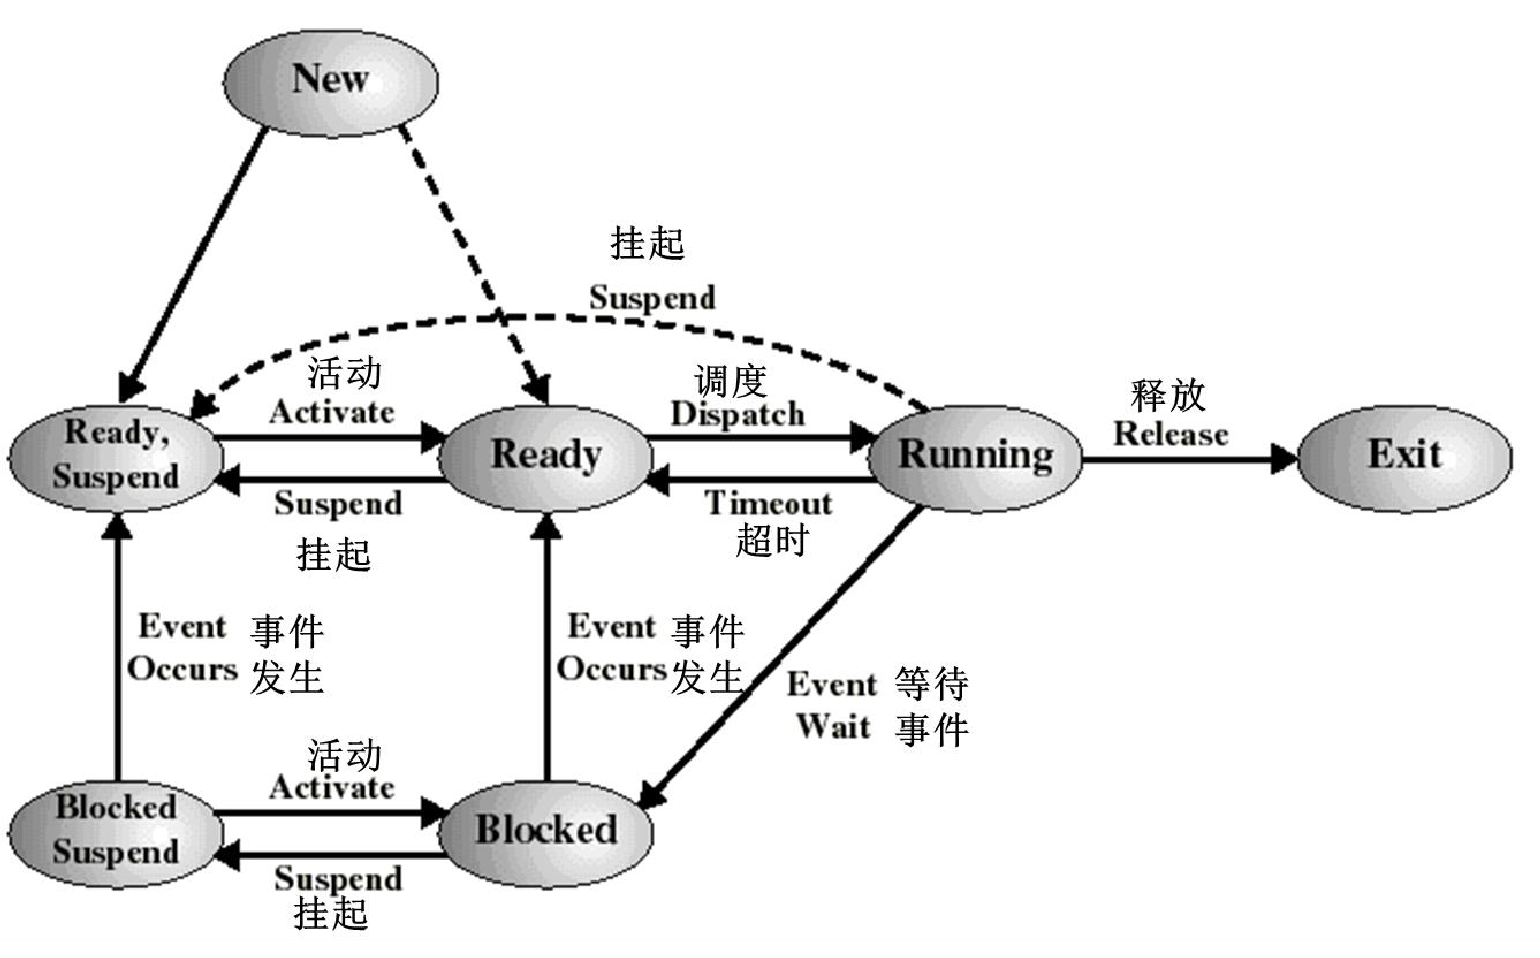 New
挂起
Suspend
活动
Activate
调度
Dispatch
释放
Release
Ready,
Suspend
Ready
Running
Exit
Suspend
挂起
Timeout
超时
Event 事件
Occurs 发生
Event 事件
Occurs 发生
Event 等待
Wait 事件
活动
Activate
Blocked
Suspend
Blocked
Suspend
挂起